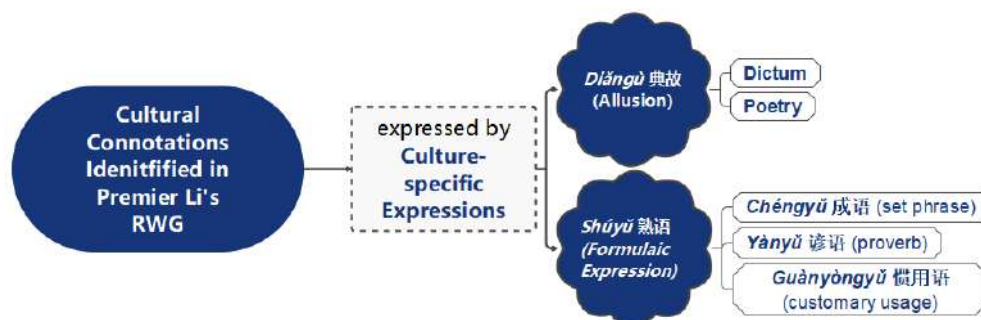 Cultural
Connotations
Idenitfified in
Premier Li's
RWG
expressed by
Culture-
specific
Expressions
Diǎngù 典故
(Allusion)
Dictum
Poetry
Shúyǔ 熟语
(Formulaic
Expression)
Chéngyǔ 成语 (set phrase)
Yànyǔ 谚语 (proverb)
Guànyòngyǔ 惯用语
(customary usage)